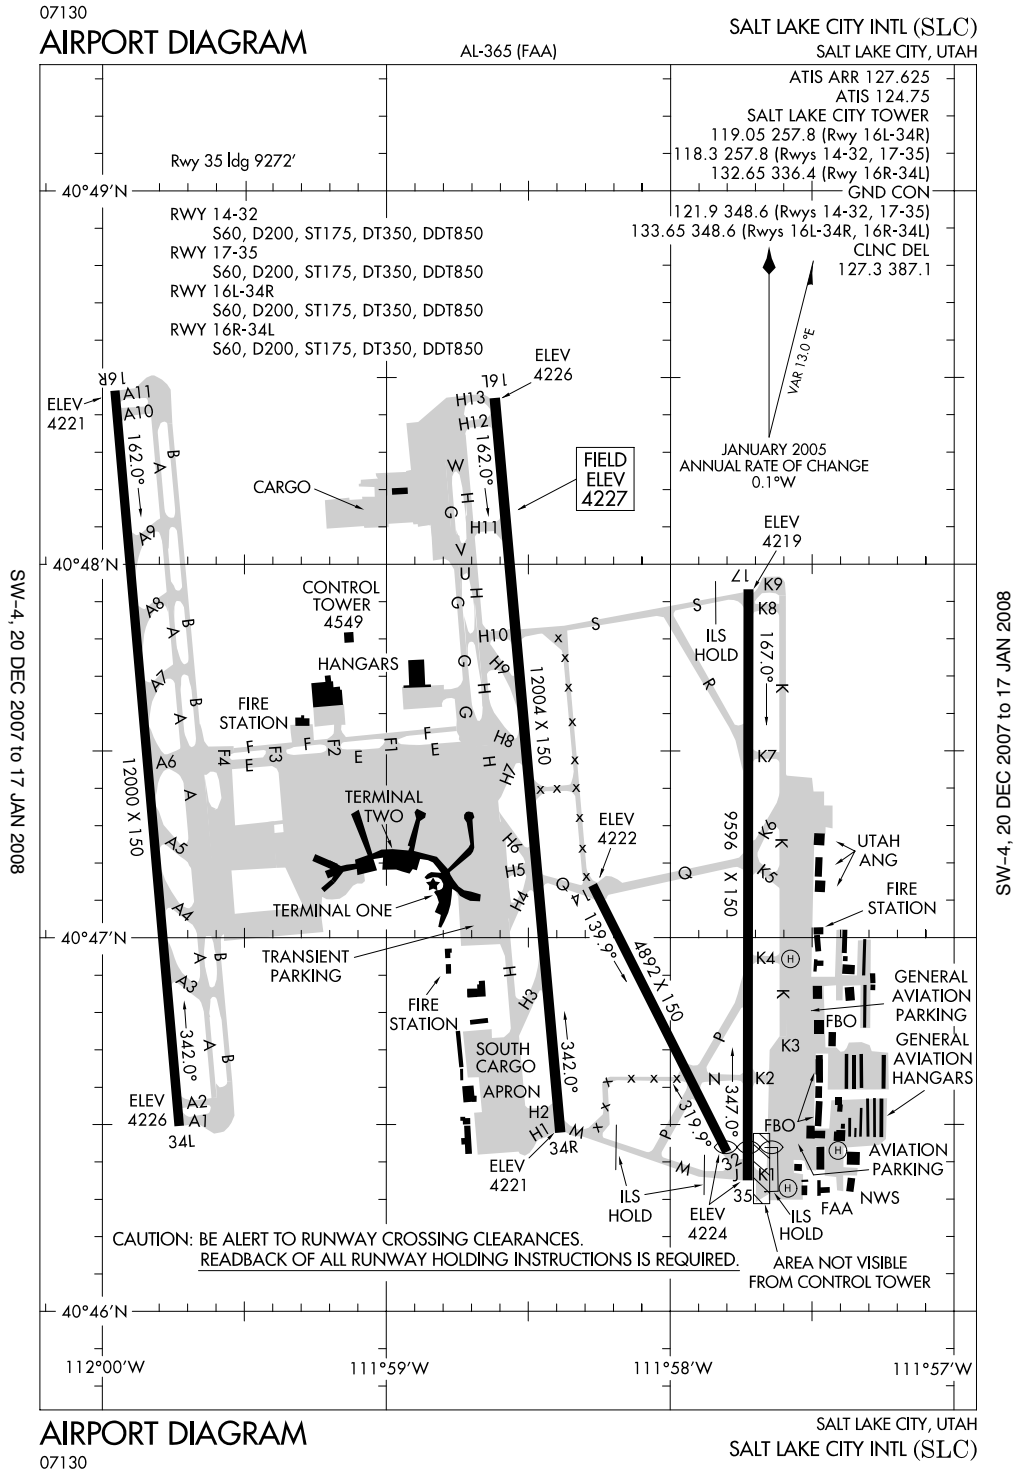 07130
AIRPORT DIAGRAM
AL-365 (FAA)
SALT LAKE CITY INTL (SLC)
SALT LAKE CITY, UTAH
ATIS ARR 127.625
ATIS 124.75
SALT LAKE CITY TOWER
119.05 257.8 (Rwy 16L-34R)
118.3 257.8 (Rwys 14-32, 17-35)
132.65 336.4 (Rwy 16R-34L)
GND CON
121.9 348.6 (Rwys 14-32, 17-35)
133.65 348.6 (Rwys 16L-34R, 16R-34L)
CLNC DEL
127.3 387.1
Rwy 35 ldg 9272'
40°49'N
RWY 14-32
S60, D200, ST175, DT350, DDT850
RWY 17-35
S60, D200, ST175, DT350, DDT850
RWY 16L-34R
S60, D200, ST175, DT350, DDT850
RWY 16R-34L
S60, D200, ST175, DT350, DDT850
VAR 13.0°E
JANUARY 2005
ANNUAL RATE OF CHANGE
0.1°W
ELEV
4221
16R
A11
A10
162.0°
B
A
A9
ELEV
4226
16L
H13
H12
162.0°
W
H
G
H11
V
U
H
G
FIELD
ELEV
4227
CARGO
ELEV
4219
40°48'N
CONTROL
TOWER
4549
HANGARS
FIRE
STATION
A8
B
A
A7
B
A
A6
F4
F
E
F3
F
F2
E
F1
F
E
H10
H9
G
H
G
H8
H
H7
12004 X 150
12000 X 150
17
K9
K8
ILS
HOLD
167.0°
S
S
R
K
K7
9596 X 150
K6
K
K5
x x x x x x x x x x x
TERMINAL
TWO
TERMINAL ONE
A
A5
A4
A
B
A3
H6
H5
H4
Q
Q
ELEV
4222
14
139.9°
4892 X 150
UTAH
ANG
FIRE
STATION
40°47'N
TRANSIENT
PARKING
FIRE
STATION
SOUTH
CARGO
APRON
H
H3
K4
H
K
K3
K2
FBO
GENERAL
AVIATION
PARKING
GENERAL
AVIATION
HANGARS
FBO
342.0°
A
B
ELEV
4226
A2
A1
34L
342.0°
H2
H1
34R
ELEV
4221
M
x x x x x x x
N
P
P
M
319.9°
347.0°
32
J
35
K1
ILS
HOLD
ELEV
4224
ILS
HOLD
H
H
AVIATION
PARKING
FAA
NWS
AREA NOT VISIBLE
FROM CONTROL TOWER
CAUTION: BE ALERT TO RUNWAY CROSSING CLEARANCES.
READBACK OF ALL RUNWAY HOLDING INSTRUCTIONS IS REQUIRED.
40°46'N
112°00'W
111°59'W
111°58'W
111°57'W
SW-4, 20 DEC 2007 to 17 JAN 2008
SW-4, 20 DEC 2007 to 17 JAN 2008
AIRPORT DIAGRAM
07130
SALT LAKE CITY, UTAH
SALT LAKE CITY INTL (SLC)